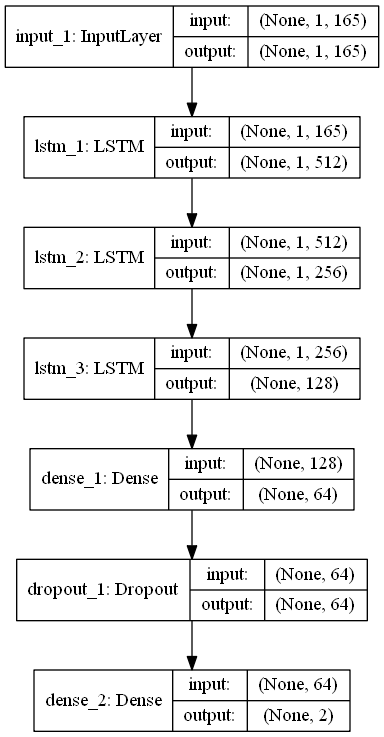 input_1: InputLayer input: (None, 1, 165)
output: (None, 1, 165)
lstm_1: LSTM input: (None, 1, 165)
output: (None, 1, 512)
lstm_2: LSTM input: (None, 1, 512)
output: (None, 1, 256)
lstm_3: LSTM input: (None, 1, 256)
output: (None, 128)
dense_1: Dense input: (None, 128)
output: (None, 64)
dropout_1: Dropout input: (None, 64)
output: (None, 64)
dense_2: Dense input: (None, 64)
output: (None, 2)